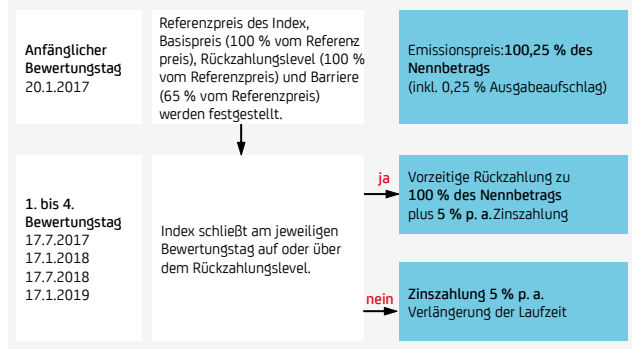 Anfänglicher
Bewertungstag
20.1.2017
Referenzpreis des Index,
Basispreis (100 % vom Referenz
preis), Rückzahlungslevel (100 %
vom Referenzpreis) und Barriere
(65 % vom Referenzpreis)
werden festgestellt.
Emissionspreis:100,25 % des
Nennbetrags
(inkl. 0,25 % Ausgabeaufschlag)
1. bis 4.
Bewertungstag
17.7.2017
17.1.2018
17.7.2018
17.1.2019
Index schließt am jeweiligen
Bewertungstag auf oder über
dem Rückzahlungslevel.
ja
Vorzeitige Rückzahlung zu
100 % des Nennbetrags
plus 5 % p. a.Zinszahlung
nein
Zinszahlung 5 % p. a.
Verlängerung der Laufzeit